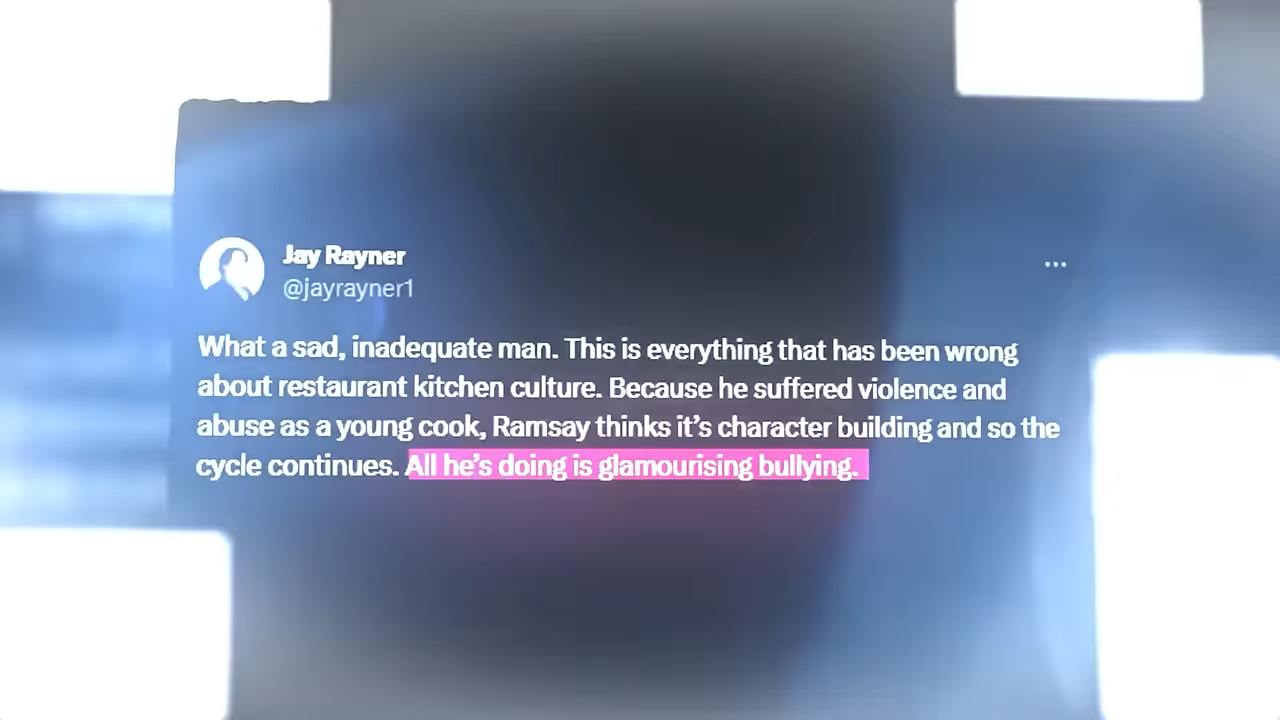 Jay Rayner
@jayrayner1
What a sad, inadequate man. This is everything that has been wrong
about restaurant kitchen culture. Because he suffered violence and
abuse as a young cook, Ramsay thinks it’s character building and so the
cycle continues. All he’s doing is glamourising bullying.